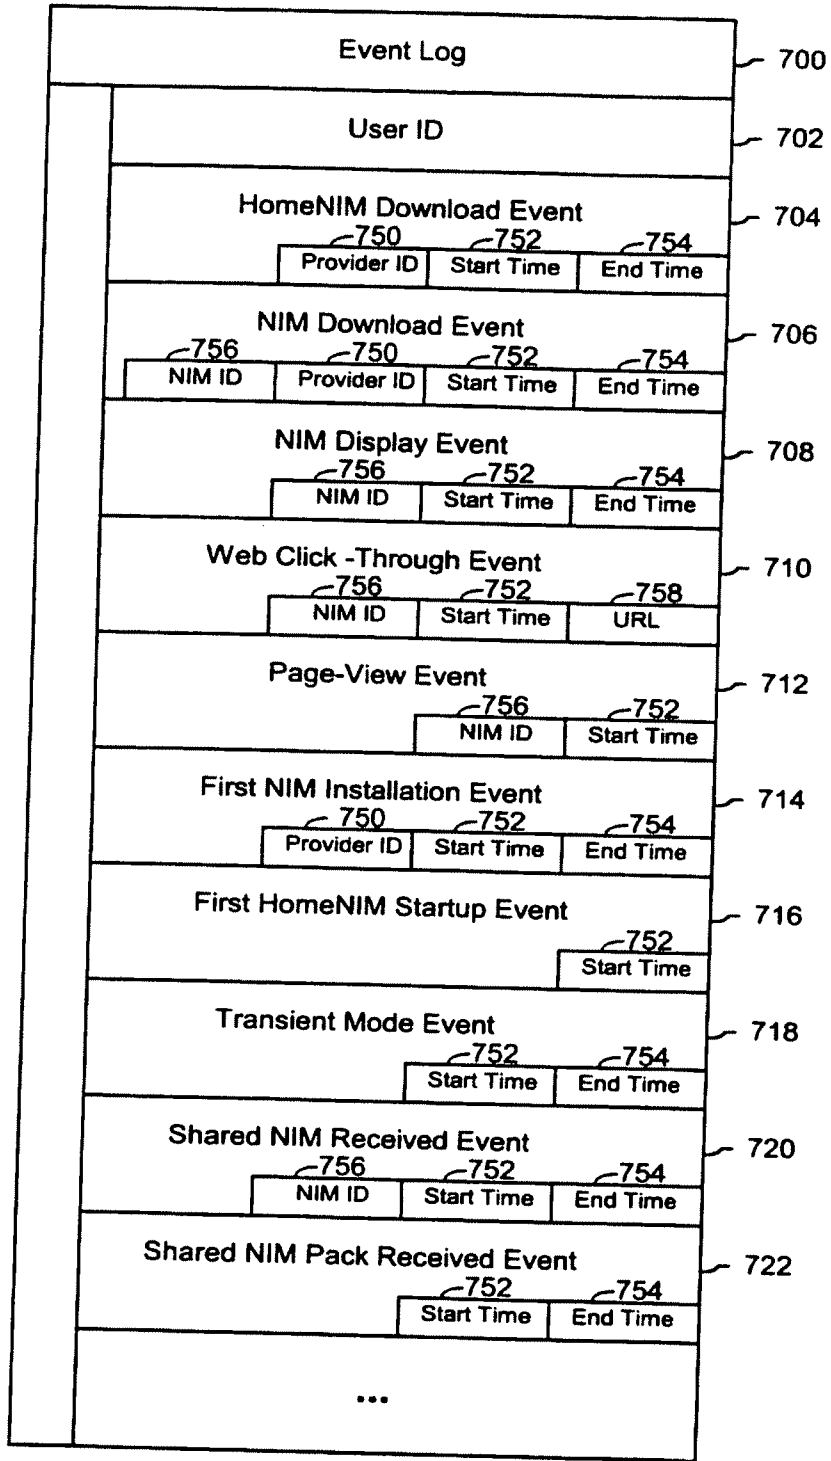 Event Log 700
User ID 702
HomeNIM Download Event 704
750 752 754
Provider ID Start Time End Time
NIM Download Event 706
756 750 752 754
NIM ID Provider ID Start Time End Time
NIM Display Event 708
756 752 754
NIM ID Start Time End Time
Web Click -Through Event 710
756 752 758
NIM ID Start Time URL
Page-View Event 712
756 752
NIM ID Start Time
First NIM Installation Event 714
750 752 754
Provider ID Start Time End Time
First HomeNIM Startup Event 716
752
Start Time
Transient Mode Event 718
752 754
Start Time End Time
Shared NIM Received Event 720
756 752 754
NIM ID Start Time End Time
Shared NIM Pack Received Event 722
752 754
Start Time End Time
...